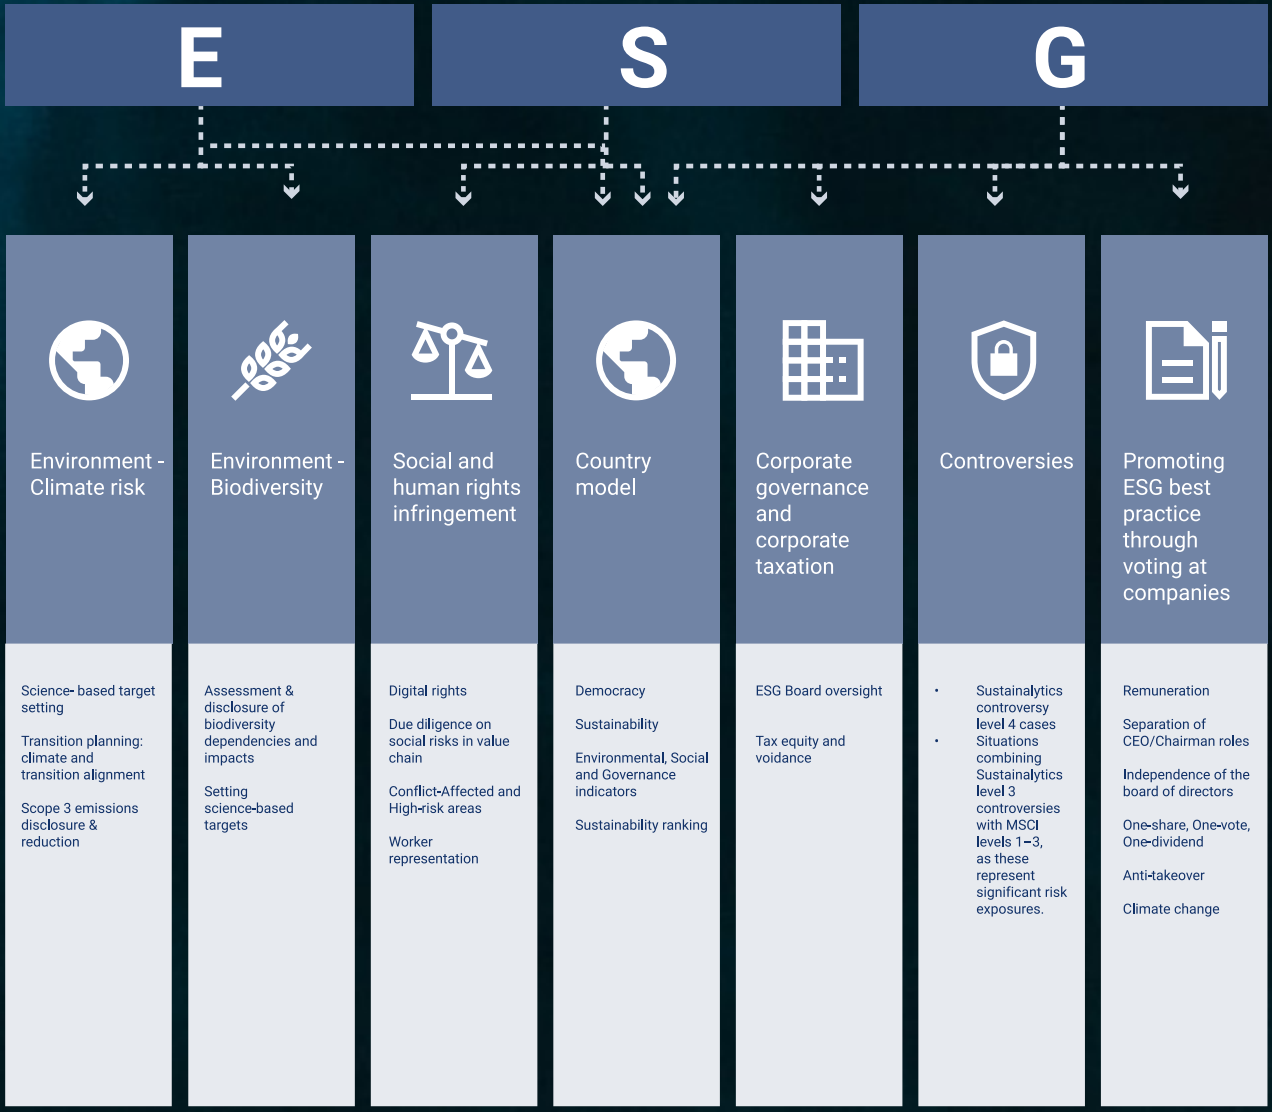 E
S
G
Environment -
Climate risk
Science- based target
setting
Transition planning:
climate and
transition alignment
Scope 3 emissions
disclosure &
reduction
Environment -
Biodiversity
Assessment &
disclosure of
biodiversity
dependencies and
impacts
Setting
science-based
targets
Social and
human rights
infringement
Digital rights
Due diligence on
social risks in value
chain
Conflict-Affected and
High-risk areas
Worker
representation
Country
model
Democracy
Sustainability
Environmental, Social
and Governance
indicators
Sustainability ranking
Corporate
governance
and
corporate
taxation
ESG Board oversight
Tax equity and
voidance
Controversies
• Sustainalytics
controversy
level 4 cases
• Situations
combining
Sustainalytics
level 3
controversies
with MSCI
levels 1–3,
as these
represent
significant risk
exposures.
Promoting
ESG best
practice
through
voting at
companies
Remuneration
Separation of
CEO/Chairman roles
Independence of the
board of directors
One-share, One-vote,
One-dividend
Anti-takeover
Climate change